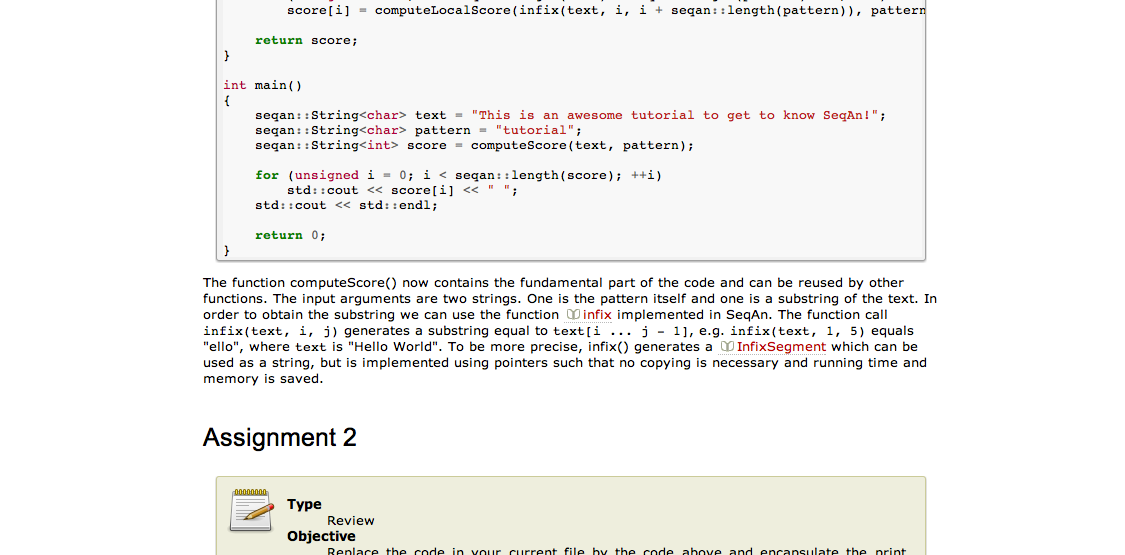 score[i] = computeLocalScore(infix(text, i, i + seqan::length(pattern)), pattern
return score;
}
int main()
{
seqan::String<char> text = "This is an awesome tutorial to get to know SeqAn!";
seqan::String<char> pattern = "tutorial";
seqan::String<int> score = computeScore(text, pattern);
for (unsigned i = 0; i < seqan::length(score); ++i)
std::cout << score[i] << " ";
std::cout << std::endl;
return 0;
}
The function computeScore() now contains the fundamental part of the code and can be reused by other
functions. The input arguments are two strings. One is the pattern itself and one is a substring of the text. In
order to obtain the substring we can use the function infix implemented in SeqAn. The function call
infix(text, i, j) generates a substring equal to text[i ... j - 1], e.g. infix(text, 1, 5) equals
"ello", where text is "Hello World". To be more precise, infix() generates a InfixSegment which can be
used as a string, but is implemented using pointers such that no copying is necessary and running time and
memory is saved.
Assignment 2
Type
Review
Objective
Replace the code in your current file by the code above and encapsulate the print